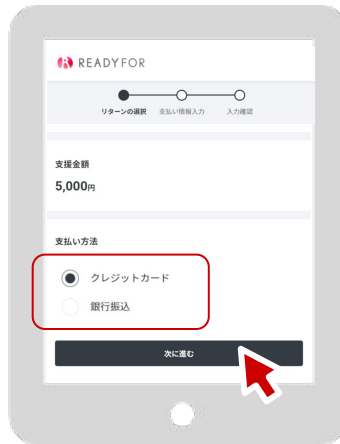 READYFOR
リターンの選択 支払い情報入力 入力確認
支援金額
5,000円
支払い方法
クレジットカード
銀行振込
次に進む